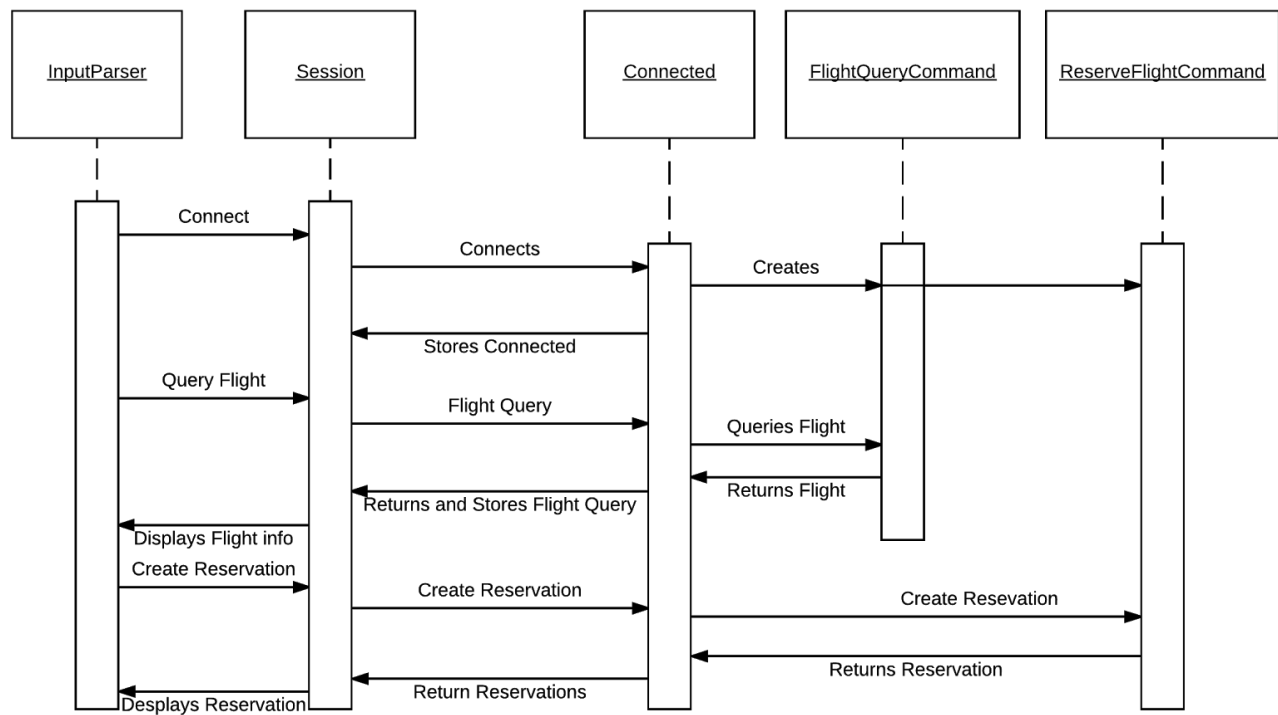 InputParser
Session
Connected
FlightQueryCommand
ReserveFlightCommand
Connect
Connects
Creates
Stores Connected
Query Flight
Flight Query
Queries Flight
Returns Flight
Returns and Stores Flight Query
Displays Flight info
Create Reservation
Create Reservation
Create Resevation
Returns Reservation
Return Reservations
Desplays Reservation